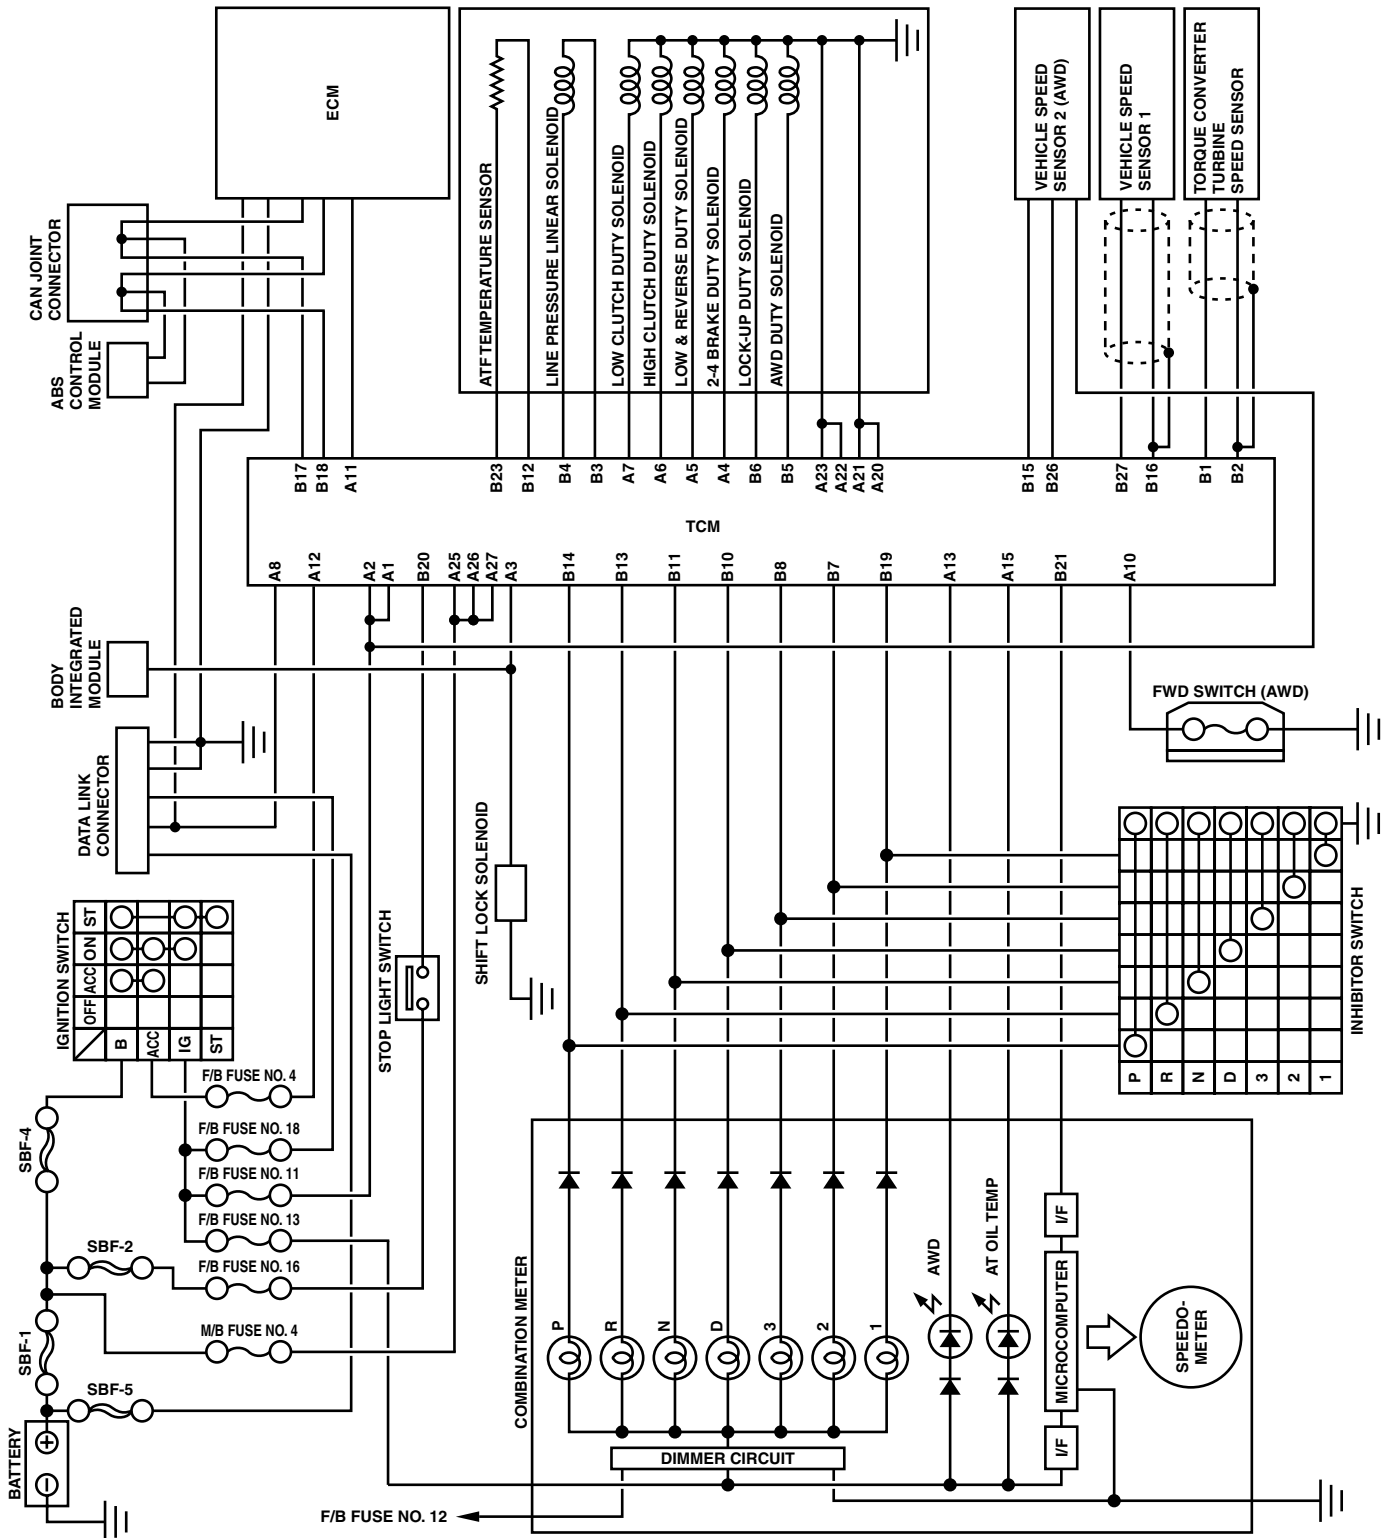 ECM
CAN JOINT
CONNECTOR
ABS
CONTROL
MODULE
ATF TEMPERATURE SENSOR
LINE PRESSURE LINEAR SOLENOID
LOW CLUTCH DUTY SOLENOID
HIGH CLUTCH DUTY SOLENOID
LOW & REVERSE DUTY SOLENOID
2-4 BRAKE DUTY SOLENOID
LOCK-UP DUTY SOLENOID
AWD DUTY SOLENOID
VEHICLE SPEED
SENSOR 2 (AWD)
VEHICLE SPEED
SENSOR 1
TORQUE CONVERTER
TURBINE
SPEED SENSOR
B17
B18
A11
B23
B12
B4
B3
A7
A6
A5
A4
B6
B5
A23
A22
A21
A20
B15
B26
B27
B16
B1
B2
TCM
A8
A12
A2
A1
B20
A25
A26
A27
A3
B14
B13
B11
B10
B8
B7
B19
A13
A15
B21
A10
BODY
INTEGRATED
MODULE
DATA LINK
CONNECTOR
FWD SWITCH (AWD)
SHIFT LOCK SOLENOID
STOP LIGHT SWITCH
IGNITION SWITCH
OFF
ACC
ON
ST
B
ACC
IG
ST
INHIBITOR SWITCH
P
R
N
D
3
2
1
F/B FUSE NO. 4
F/B FUSE NO. 18
F/B FUSE NO. 11
F/B FUSE NO. 13
F/B FUSE NO. 16
M/B FUSE NO. 4
SBF-4
SBF-2
SBF-1
SBF-5
BATTERY
COMBINATION METER
P
R
N
D
3
2
1
AWD
AT OIL TEMP
I/F
MICROCOMPUTER
I/F
SPEEDO-
METER
DIMMER CIRCUIT
F/B FUSE NO. 12